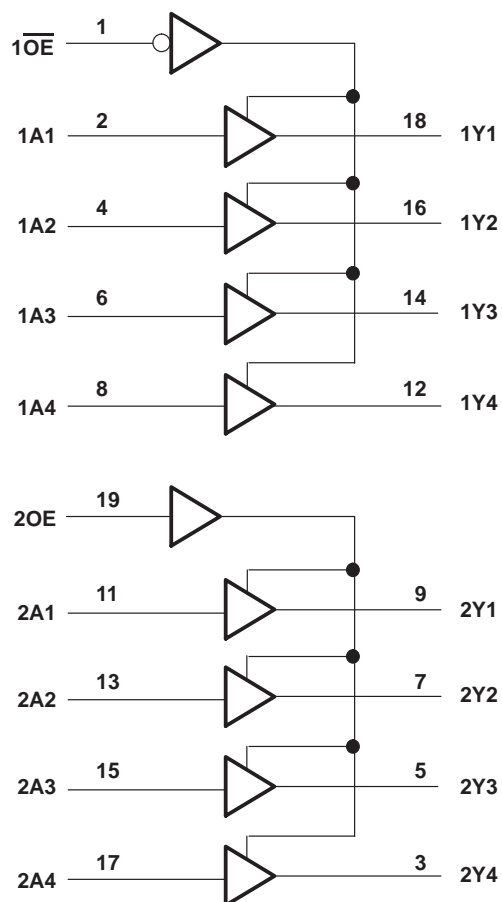 1O̅E̅ 1
1A1 2 18 1Y1
1A2 4 16 1Y2
1A3 6 14 1Y3
1A4 8 12 1Y4
2OE 19
2A1 11 9 2Y1
2A2 13 7 2Y2
2A3 15 5 2Y3
2A4 17 3 2Y4